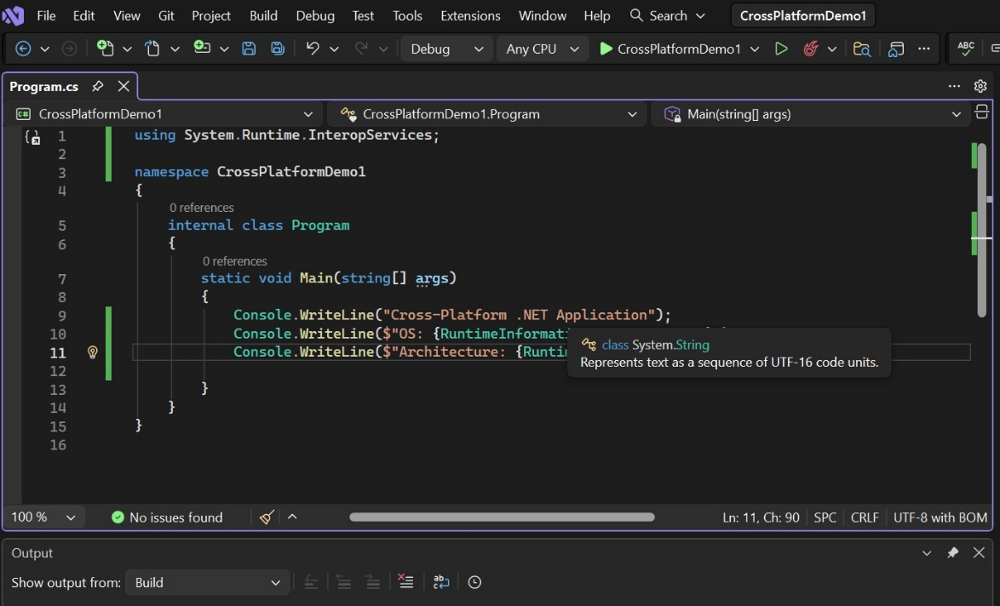 File Edit View Git Project Build Debug Test Tools Extensions Window Help Search CrossPlatformDemo1
Debug Any CPU CrossPlatformDemo1 ABC
Program.cs
C# CrossPlatformDemo1 CrossPlatformDemo1.Program Main(string[] args)
1 using System.Runtime.InteropServices;
2
3 namespace CrossPlatformDemo1
4 {
0 references
5 internal class Program
6 {
0 references
7 static void Main(string[] args)
8 {
9 Console.WriteLine("Cross-Platform .NET Application");
10 Console.WriteLine($"OS: {RuntimeInformati
11 Console.WriteLine($"Architecture: {Runtim
class System.String
Represents text as a sequence of UTF-16 code units.
12
13 }
14 }
15 }
16
100 % No issues found Ln: 11, Ch: 90 SPC CRLF UTF-8 with BOM
Output
Show output from: Build ab c